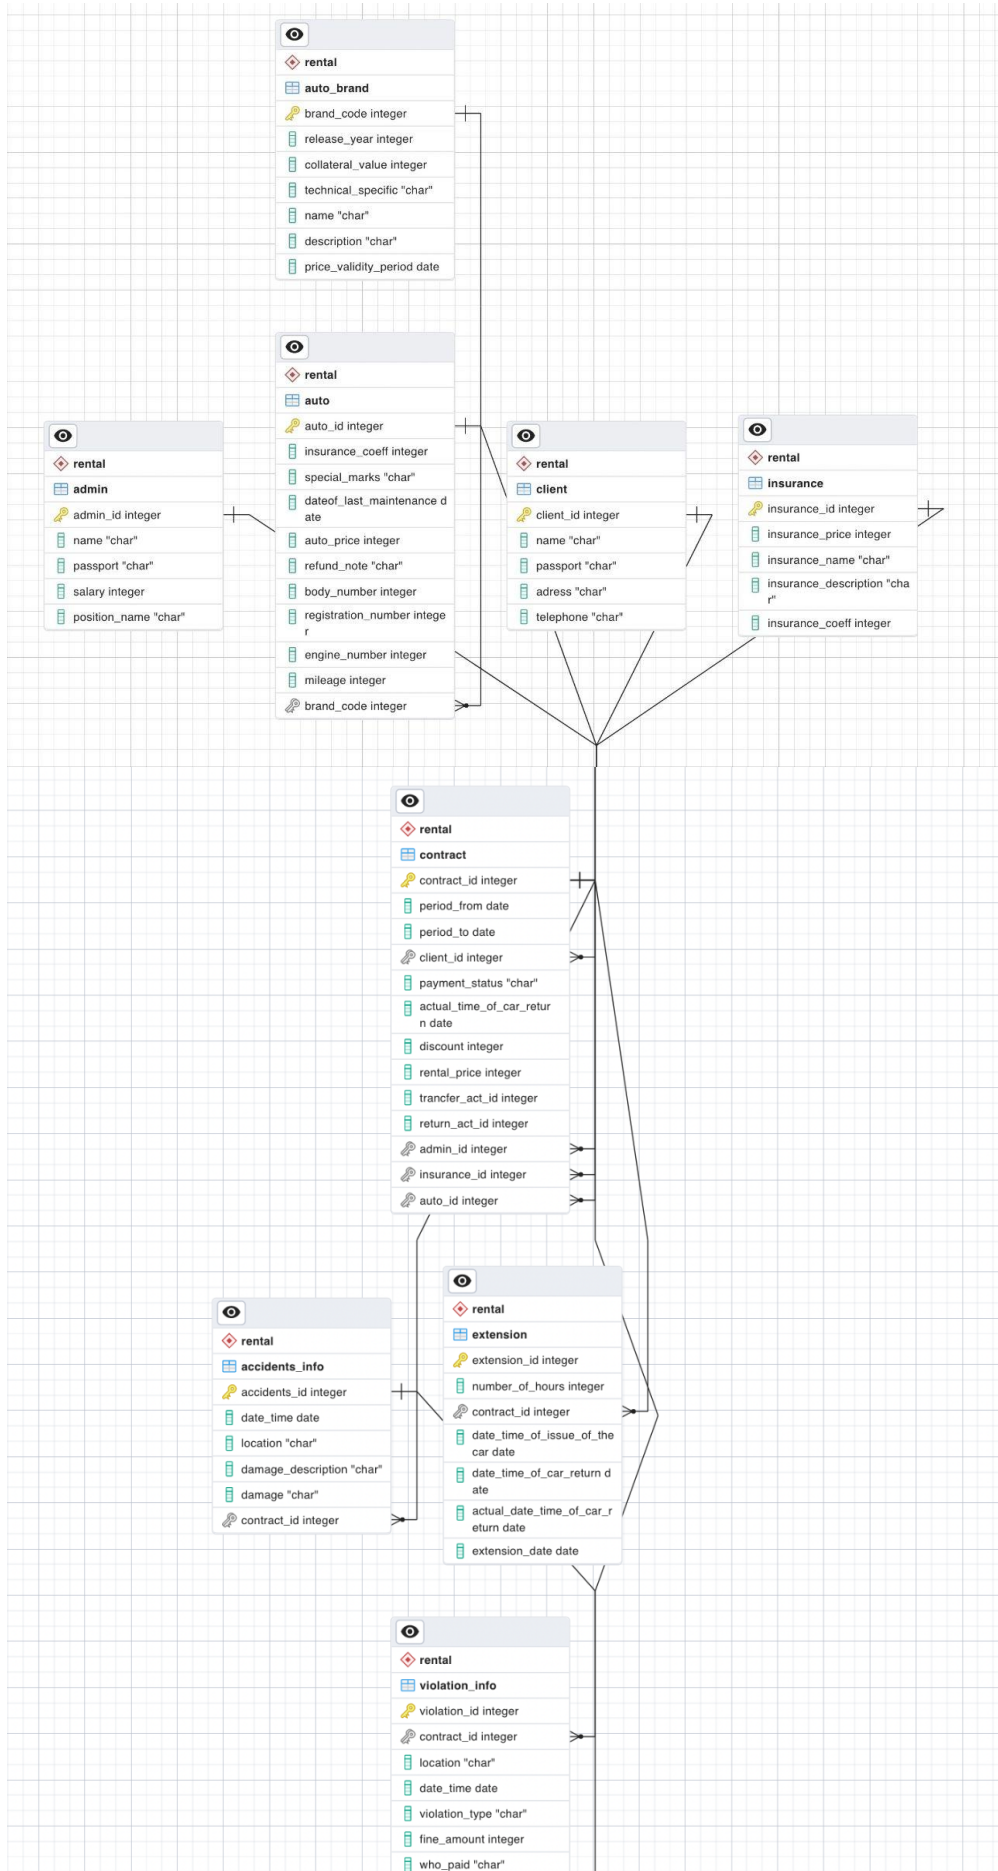 rental
auto_brand
brand_code integer
release_year integer
collateral_value integer
technical_specific "char"
name "char"
description "char"
price_validity_period date
rental
auto
auto_id integer
insurance_coeff integer
special_marks "char"
dateof_last_maintenance d
ate
auto_price integer
refund_note "char"
body_number integer
registration_number intege
r
engine_number integer
mileage integer
brand_code integer
rental
admin
admin_id integer
name "char"
passport "char"
salary integer
position_name "char"
rental
client
client_id integer
name "char"
passport "char"
adress "char"
telephone "char"
rental
insurance
insurance_id integer
insurance_price integer
insurance_name "char"
insurance_description "cha
r"
insurance_coeff integer
rental
contract
contract_id integer
period_from date
period_to date
client_id integer
payment_status "char"
actual_time_of_car_retur
n date
discount integer
rental_price integer
transfer_act_id integer
return_act_id integer
admin_id integer
insurance_id integer
auto_id integer
rental
accidents_info
accidents_id integer
date_time date
location "char"
damage_description "char"
damage "char"
contract_id integer
rental
extension
extension_id integer
number_of_hours integer
contract_id integer
date_time_of_issue_of_the
car date
date_time_of_car_return d
ate
actual_date_time_of_car_r
eturn date
extension_date date
rental
violation_info
violation_id integer
contract_id integer
location "char"
date_time date
violation_type "char"
fine_amount integer
who_paid "char"